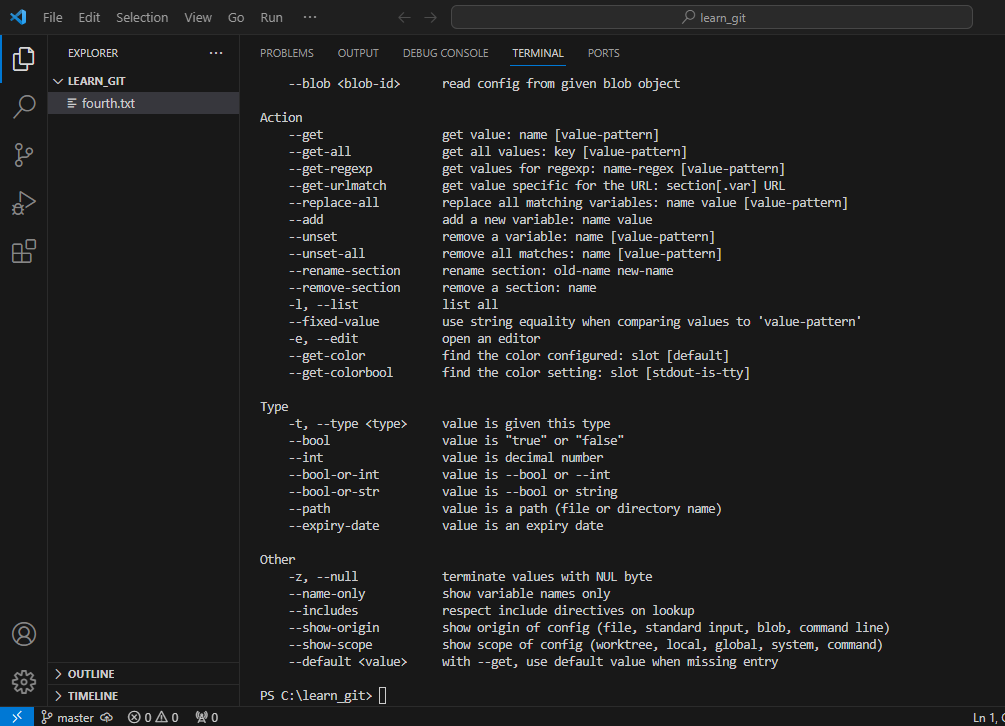 File Edit Selection View Go Run ···
learn_git
EXPLORER ···
LEARN_GIT
fourth.txt
OUTLINE
TIMELINE
PROBLEMS OUTPUT DEBUG CONSOLE TERMINAL PORTS
--blob <blob-id> read config from given blob object
Action
--get get value: name [value-pattern]
--get-all get all values: key [value-pattern]
--get-regexp get values for regexp: name-regex [value-pattern]
--get-urlmatch get value specific for the URL: section[.var] URL
--replace-all replace all matching variables: name value [value-pattern]
--add add a new variable: name value
--unset remove a variable: name [value-pattern]
--unset-all remove all matches: name [value-pattern]
--rename-section rename section: old-name new-name
--remove-section remove a section: name
-l, --list list all
--fixed-value use string equality when comparing values to 'value-pattern'
-e, --edit open an editor
--get-color find the color configured: slot [default]
--get-colorbool find the color setting: slot [stdout-is-tty]
Type
-t, --type <type> value is given this type
--bool value is "true" or "false"
--int value is decimal number
--bool-or-int value is --bool or --int
--bool-or-str value is --bool or string
--path value is a path (file or directory name)
--expiry-date value is an expiry date
Other
-z, --null terminate values with NUL byte
--name-only show variable names only
--includes respect include directives on lookup
--show-origin show origin of config (file, standard input, blob, command line)
--show-scope show scope of config (worktree, local, global, system, command)
--default <value> with --get, use default value when missing entry
PS C:\learn_git>
master 0 0 0 Ln 1,